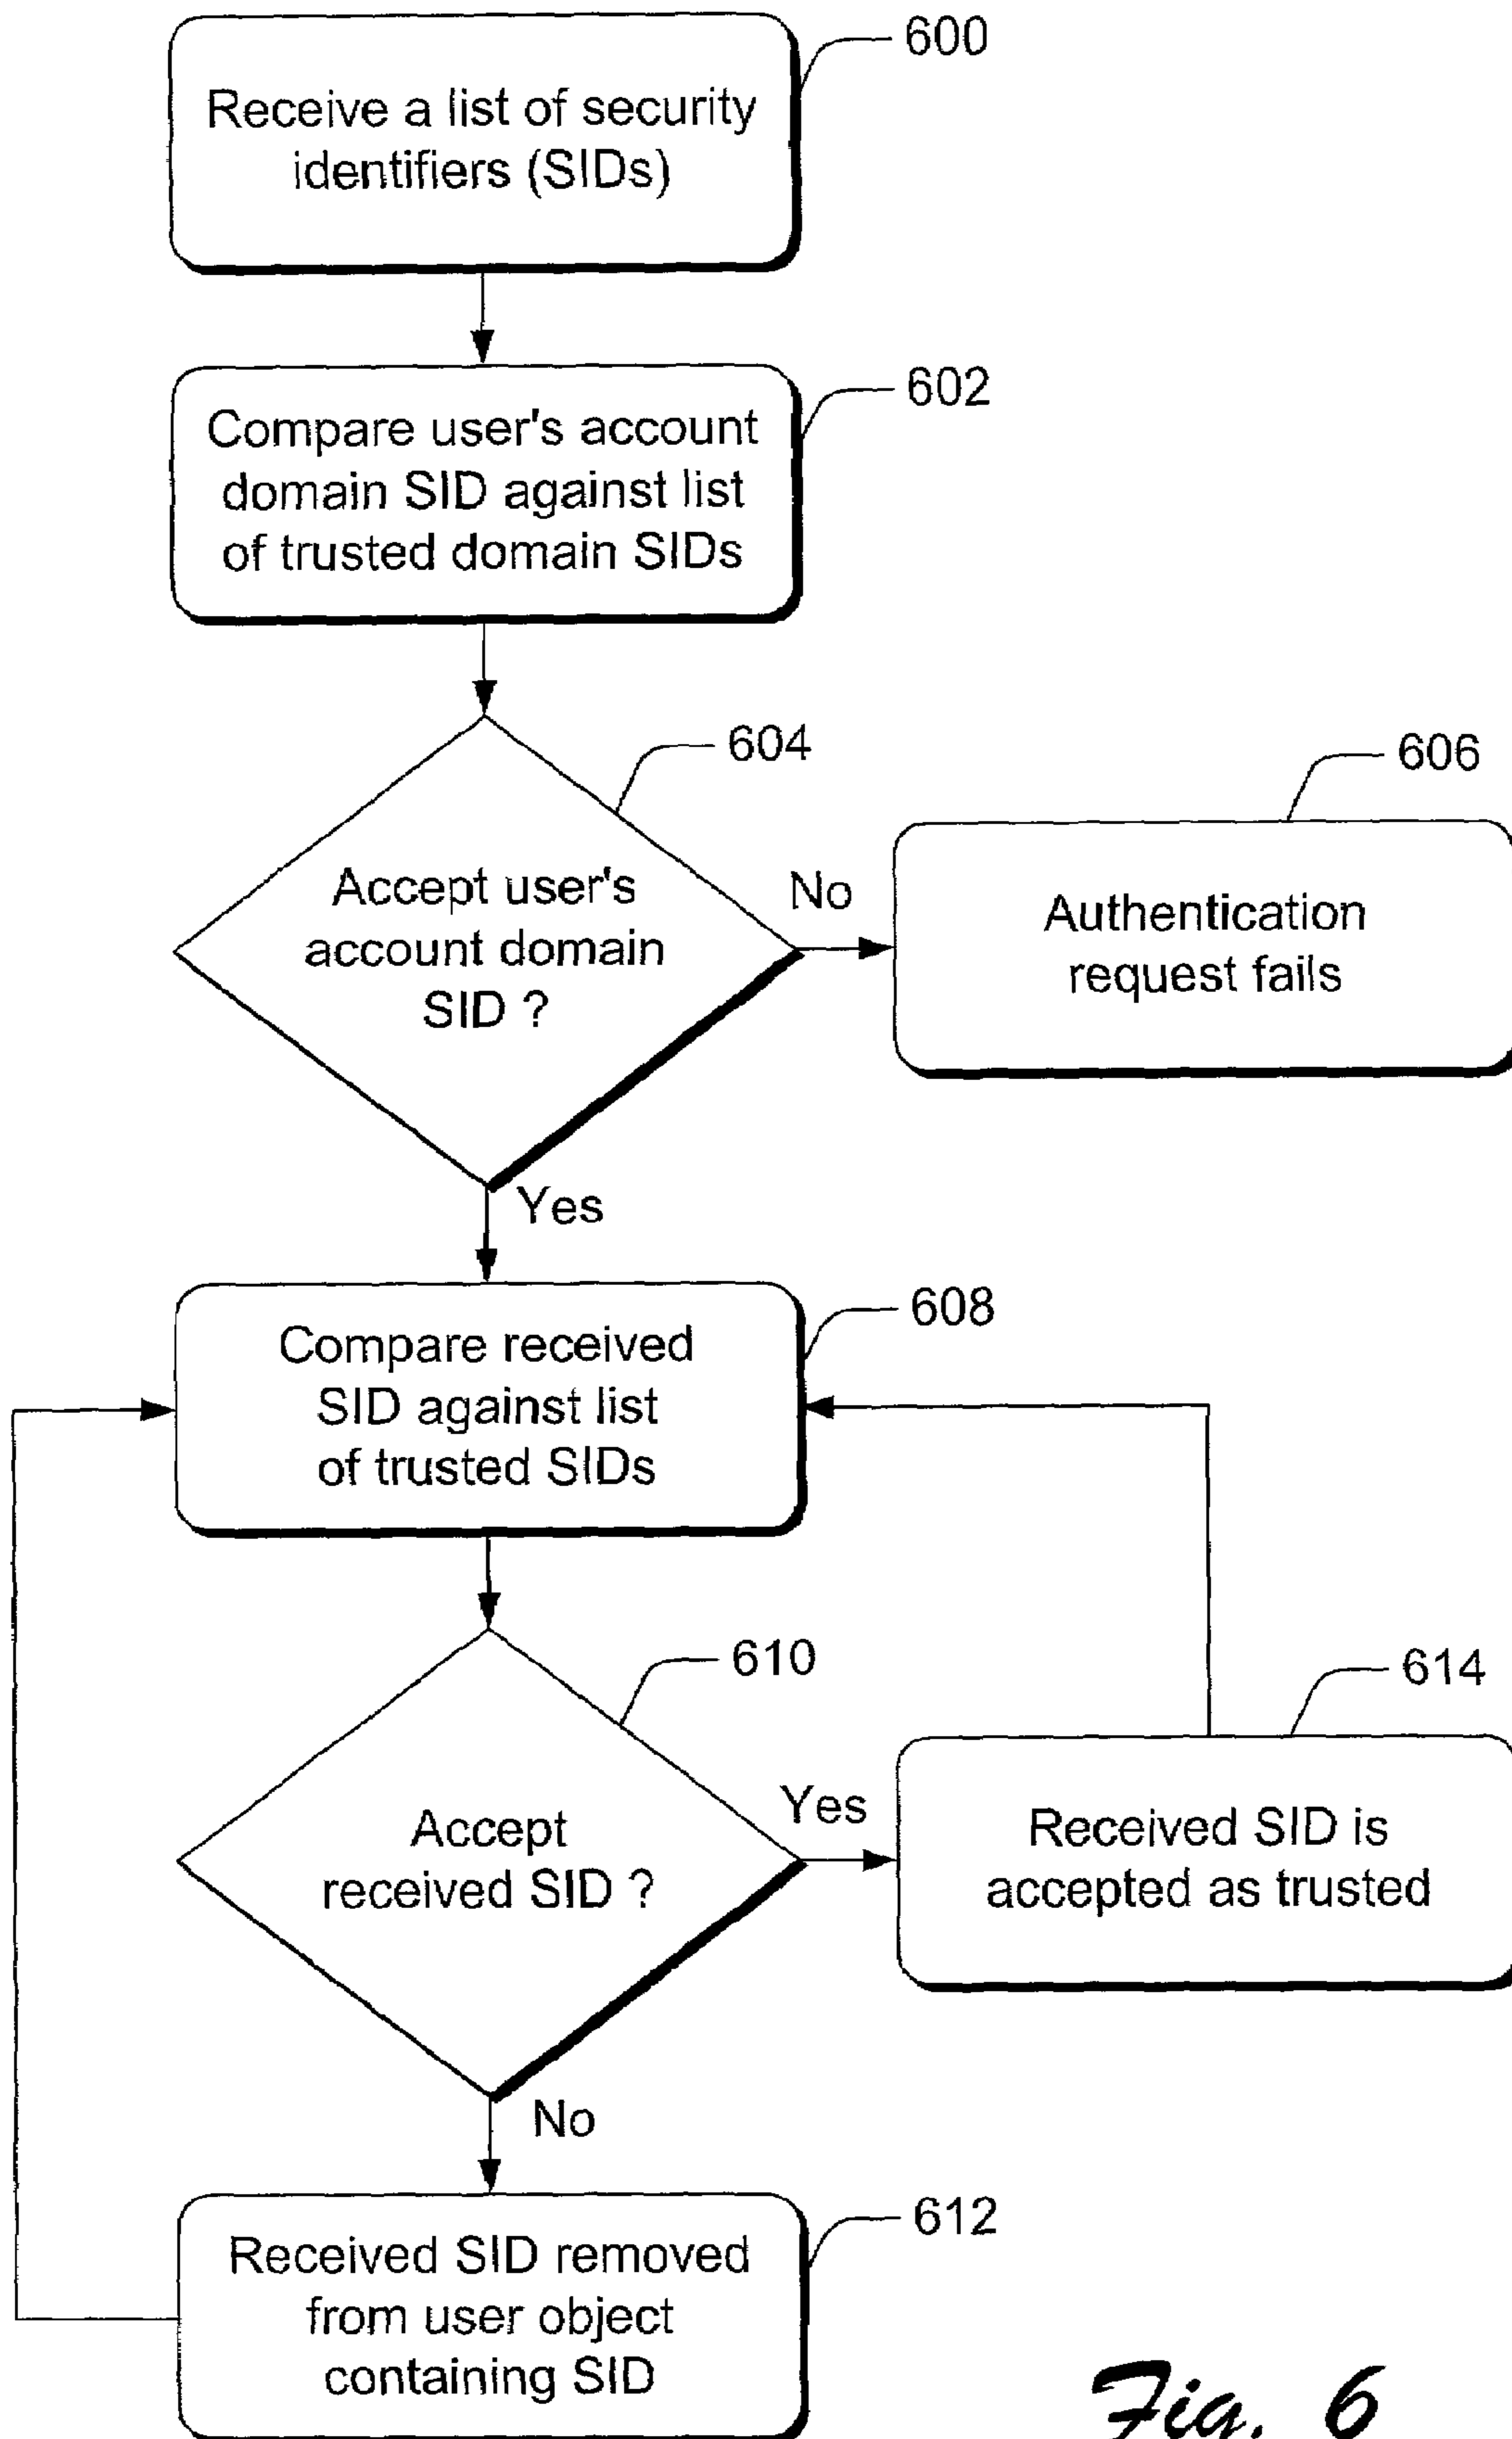 600
Receive a list of security
identifiers (SIDs)
602
Compare user's account
domain SID against list
of trusted domain SIDs
604
Accept user's
account domain
SID ?
No
606
Authentication
request fails
Yes
608
Compare received
SID against list
of trusted SIDs
610
Accept
received SID ?
Yes
614
Received SID is
accepted as trusted
No
612
Received SID removed
from user object
containing SID
Fig. 6